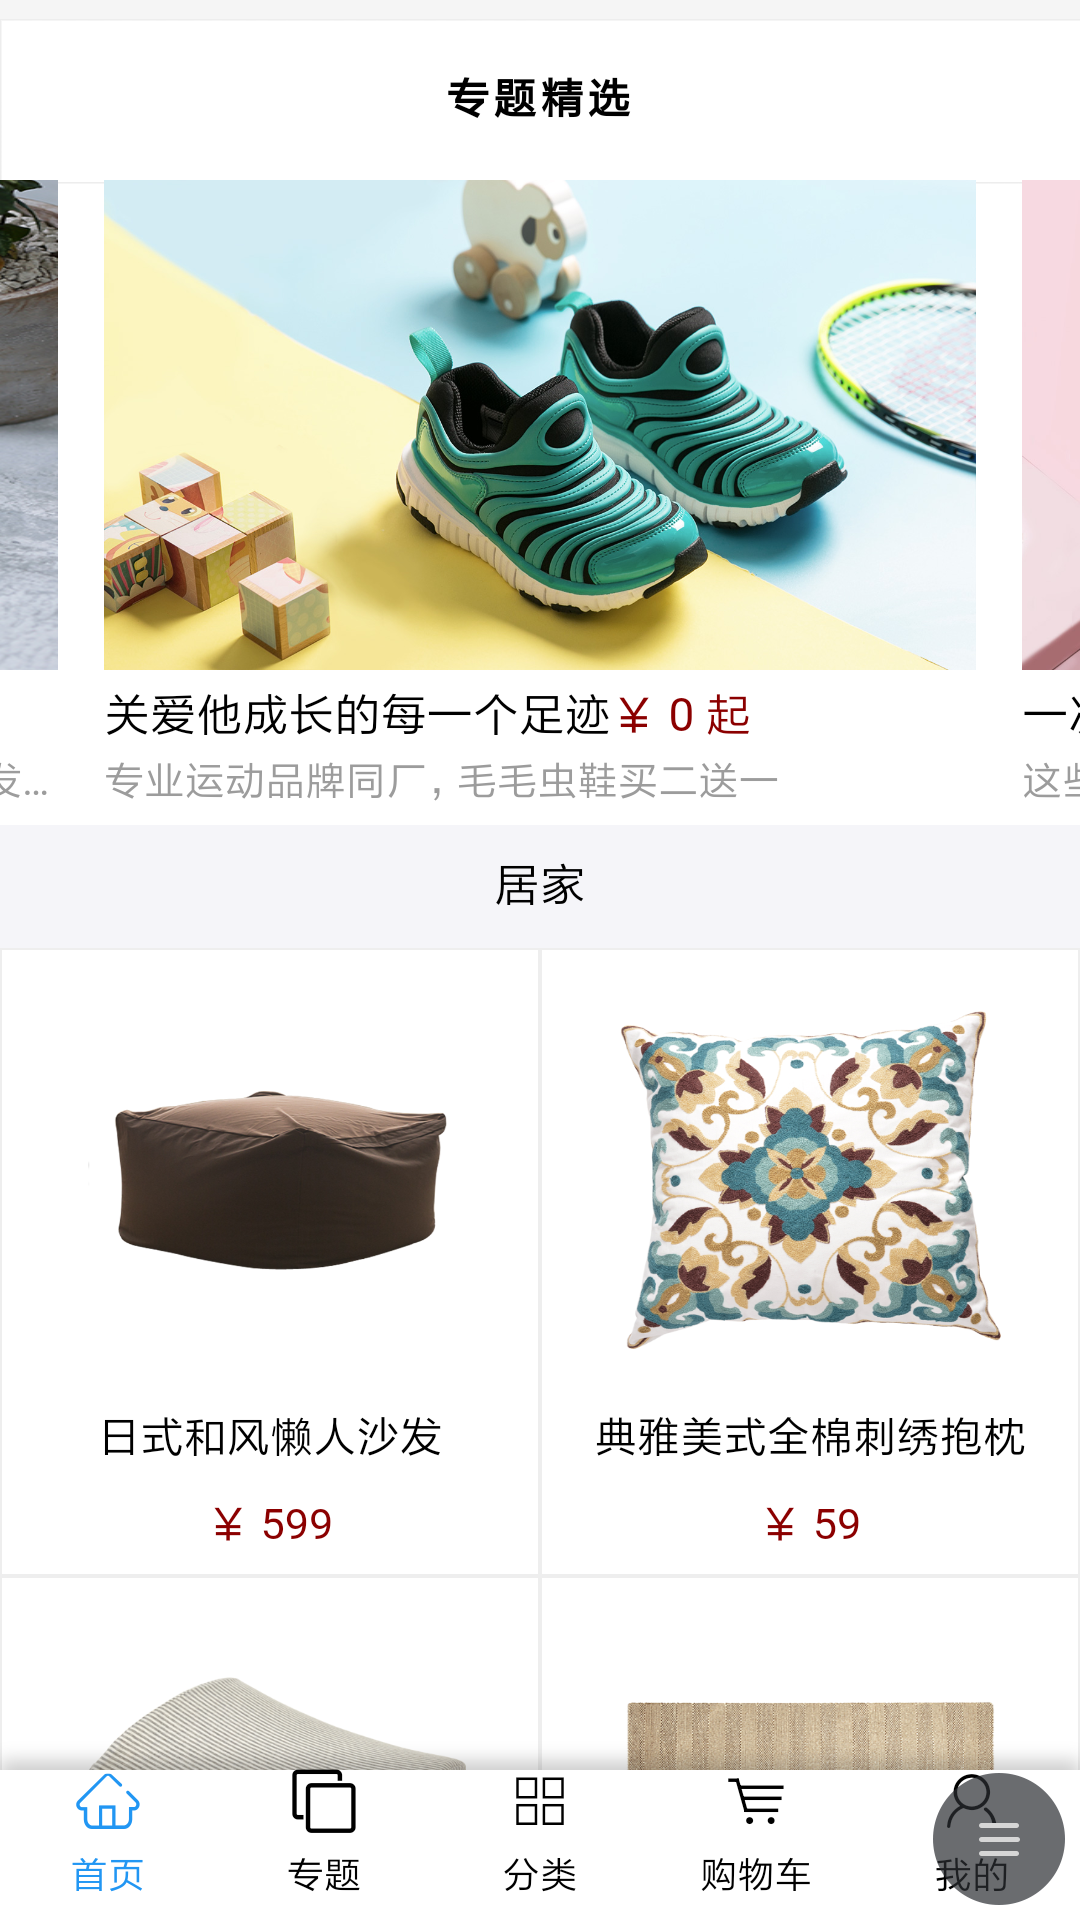 专题精选
关爱他成长的每一个足迹￥ 0 起
一
发...
专业运动品牌同厂，毛毛虫鞋买二送一
这些
居家
日式和风懒人沙发
典雅美式全棉刺绣抱枕
￥ 599
￥ 59
首页
专题
分类
购物车
我的